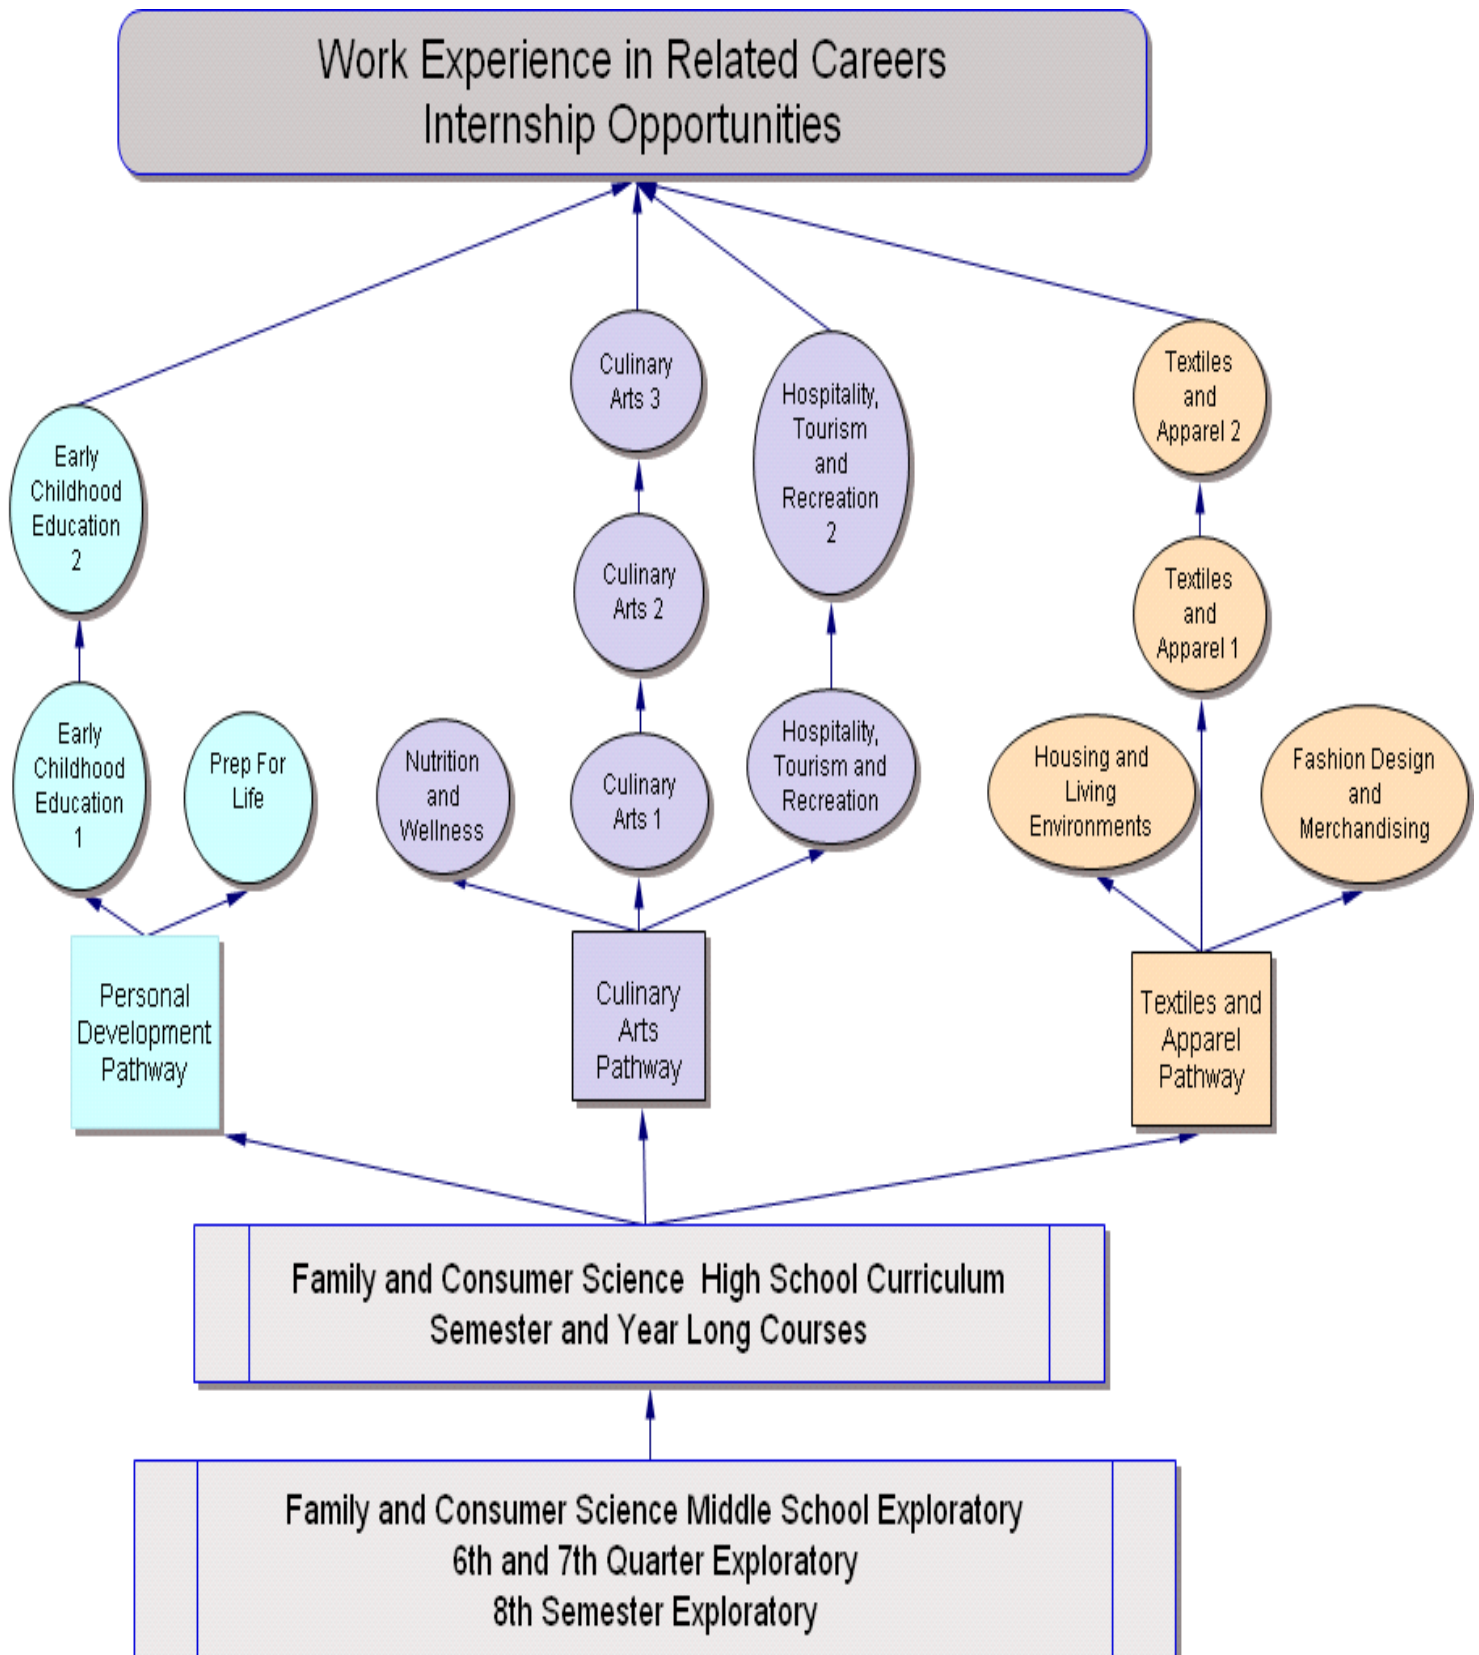 Work Experience in Related Careers
Internship Opportunities
Early
Childhood
Education
2
Culinary
Arts 3
Hospitality,
Tourism
and
Recreation
2
Textiles
and
Apparel 2
Culinary
Arts 2
Textiles
and
Apparel 1
Early
Childhood
Education
1
Prep For
Life
Nutrition
and
Wellness
Culinary
Arts 1
Hospitality,
Tourism and
Recreation
Housing and
Living
Environments
Fashion Design
and
Merchandising
Personal
Development
Pathway
Culinary
Arts
Pathway
Textiles and
Apparel
Pathway
Family and Consumer Science High School Curriculum
Semester and Year Long Courses
Family and Consumer Science Middle School Exploratory
6th and 7th Quarter Exploratory
8th Semester Exploratory